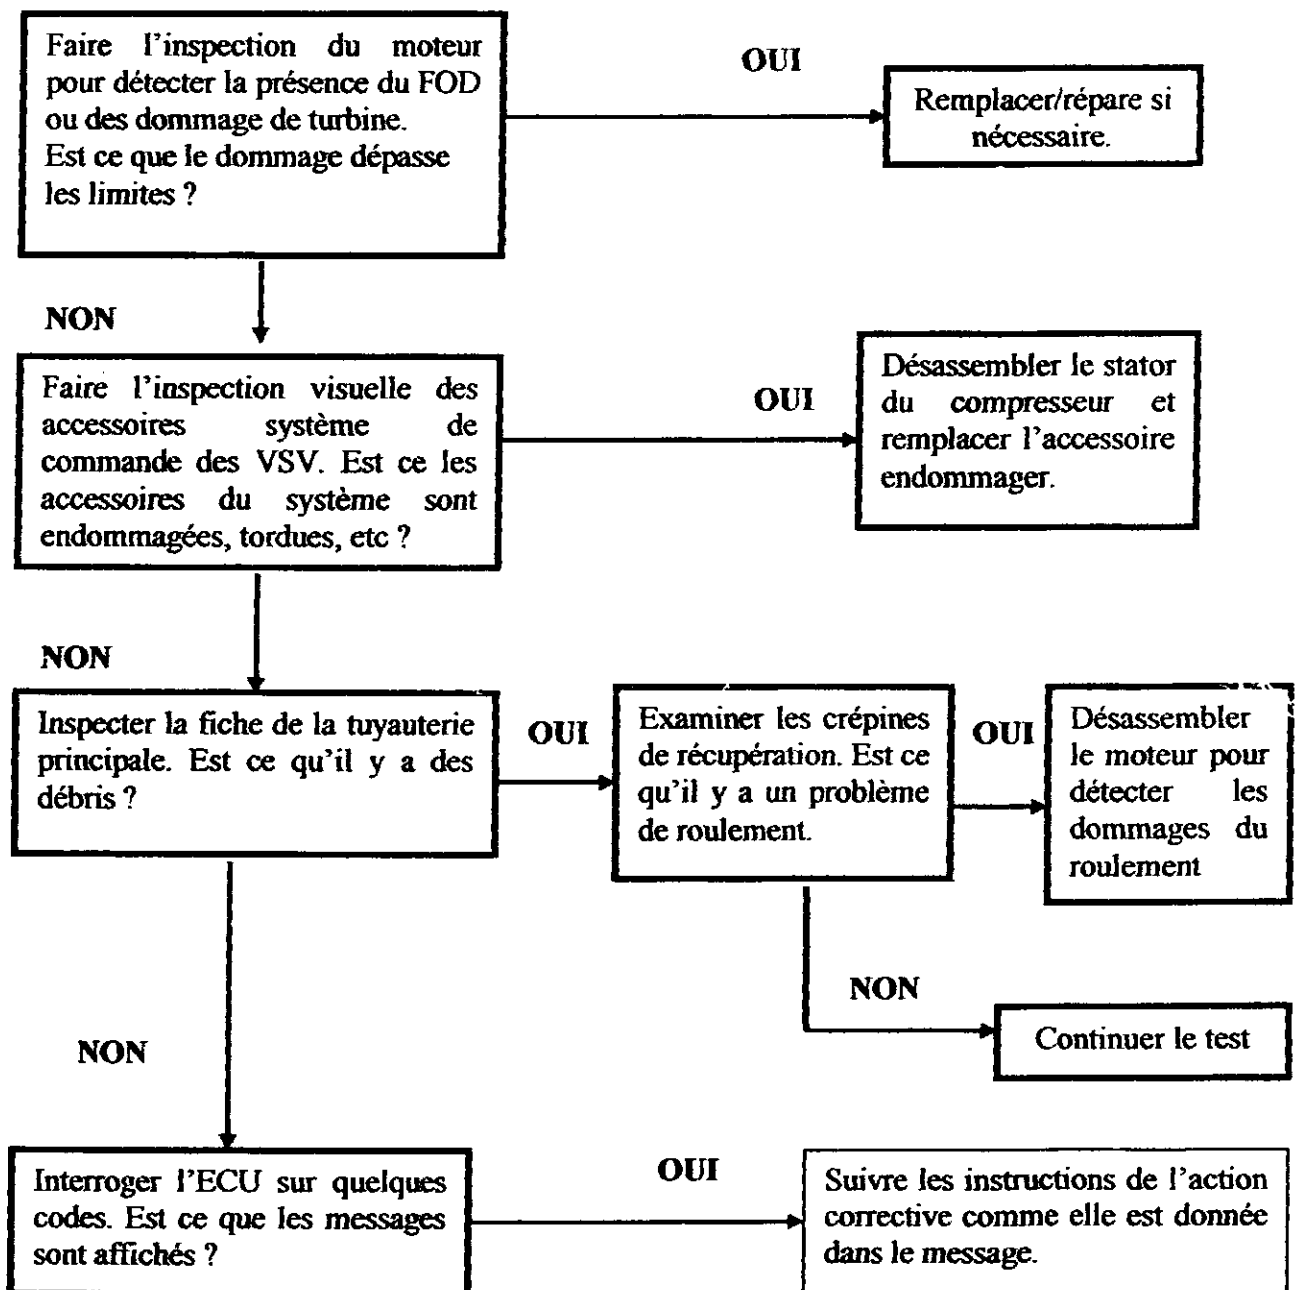 Faire l'inspection du moteur
pour détecter la présence du FOD
ou des dommage de turbine.
Est ce que le dommage dépasse
les limites ?
OUI
Remplacer/répare si
nécessaire.
NON
Faire l'inspection visuelle des
accessoires système de
commande des VSV. Est ce les
accessoires du système sont
endommagées, tordues, etc ?
OUI
Désassembler le stator
du compresseur et
remplacer l'accessoire
endommager.
NON
Inspecter la fiche de la tuyauterie
principale. Est ce qu'il y a des
débris ?
OUI
Examiner les crépines
de récupération. Est ce
qu'il y a un problème
de roulement.
OUI
Désassembler
le moteur pour
détecter les
dommages du
roulement
NON
Continuer le test
NON
Interroger l'ECU sur quelques
codes. Est ce que les messages
sont affichés ?
OUI
Suivre les instructions de l'action
corrective comme elle est donnée
dans le message.